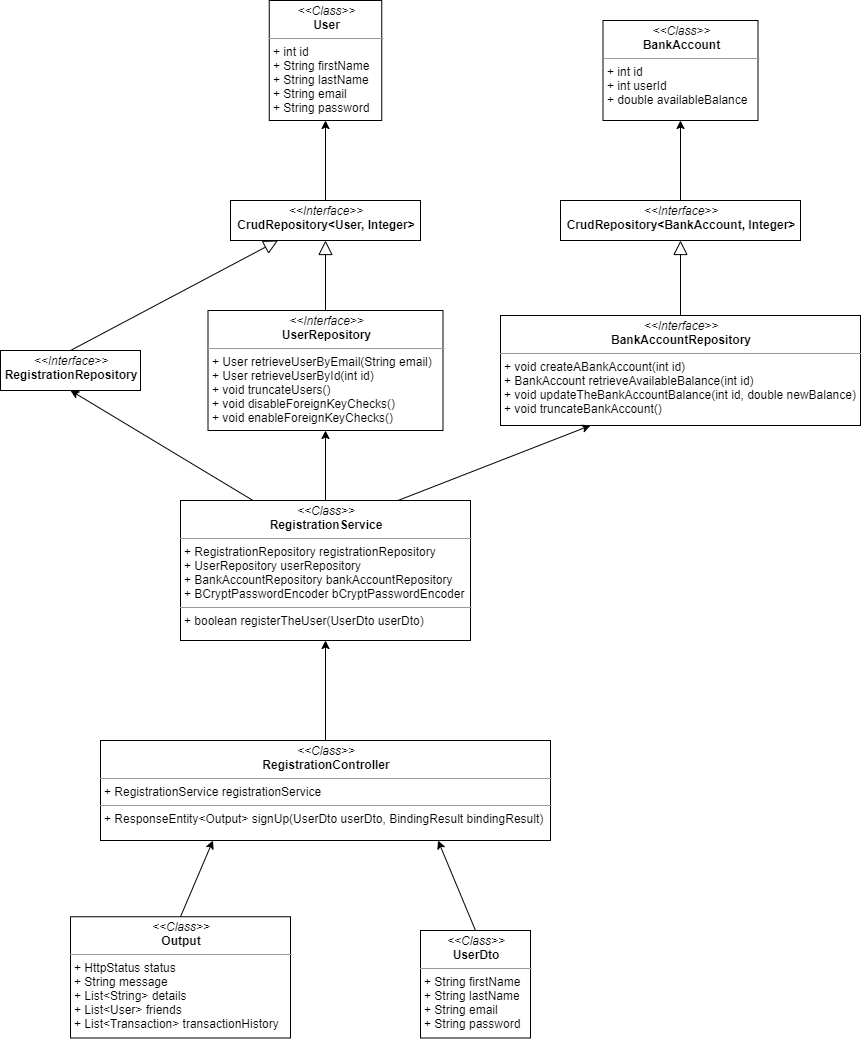 <<Class>>
User
+ int id
+ String firstName
+ String lastName
+ String email
+ String password
<<Class>>
BankAccount
+ int id
+ int userId
+ double availableBalance
<<Interface>>
CrudRepository<User, Integer>
<<Interface>>
CrudRepository<BankAccount, Integer>
<<Interface>>
RegistrationRepository
<<Interface>>
UserRepository
+ User retrieveUserByEmail(String email)
+ User retrieveUserById(int id)
+ void truncateUsers()
+ void disableForeignKeyChecks()
+ void enableForeignKeyChecks()
<<Interface>>
BankAccountRepository
+ void createABankAccount(int id)
+ BankAccount retrieveAvailableBalance(int id)
+ void updateTheBankAccountBalance(int id, double newBalance)
+ void truncateBankAccount()
<<Class>>
RegistrationService
+ RegistrationRepository registrationRepository
+ UserRepository userRepository
+ BankAccountRepository bankAccountRepository
+ BCryptPasswordEncoder bCryptPasswordEncoder
+ boolean registerTheUser(UserDto userDto)
<<Class>>
RegistrationController
+ RegistrationService registrationService
+ ResponseEntity<Output> signUp(UserDto userDto, BindingResult bindingResult)
<<Class>>
Output
+ HttpStatus status
+ String message
+ List<String> details
+ List<User> friends
+ List<Transaction> transactionHistory
<<Class>>
UserDto
+ String firstName
+ String lastName
+ String email
+ String password